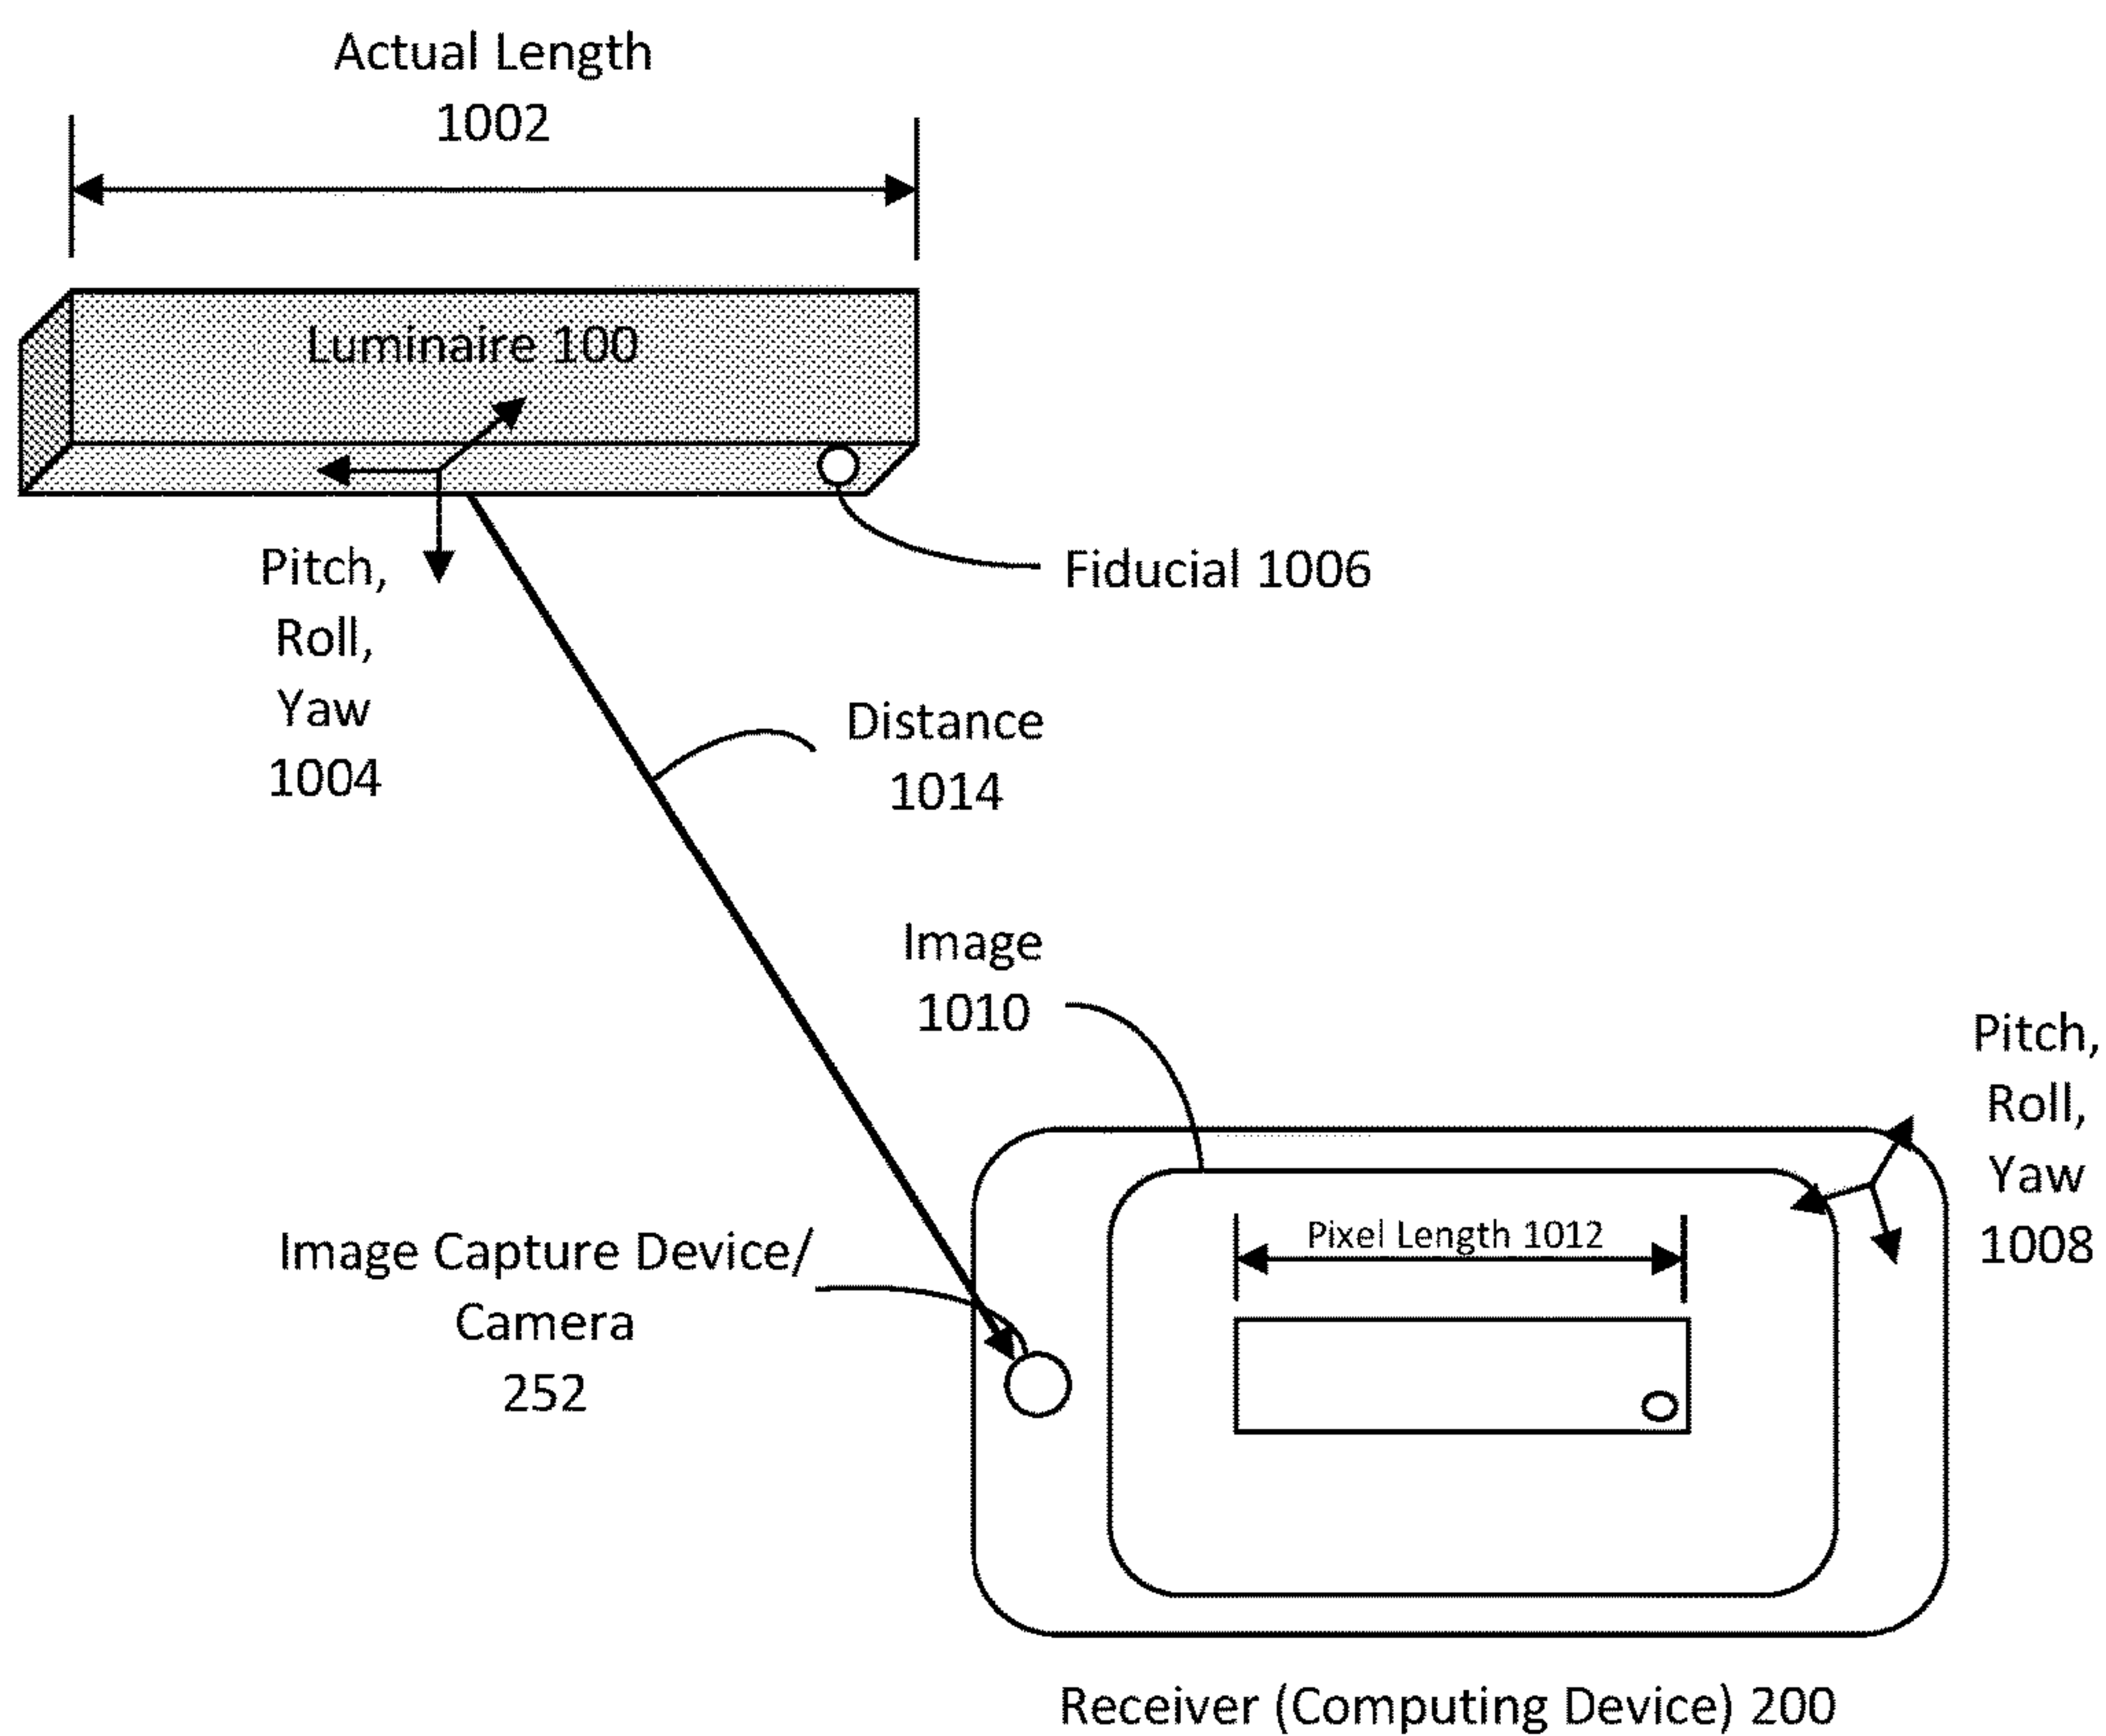 Actual Length
1002
Luminaire 100
Pitch,
Roll,
Yaw
1004
Fiducial 1006
Distance
1014
Image
1010
Pitch,
Roll,
Yaw
1008
Pixel Length 1012
Image Capture Device/
Camera
252
Receiver (Computing Device) 200